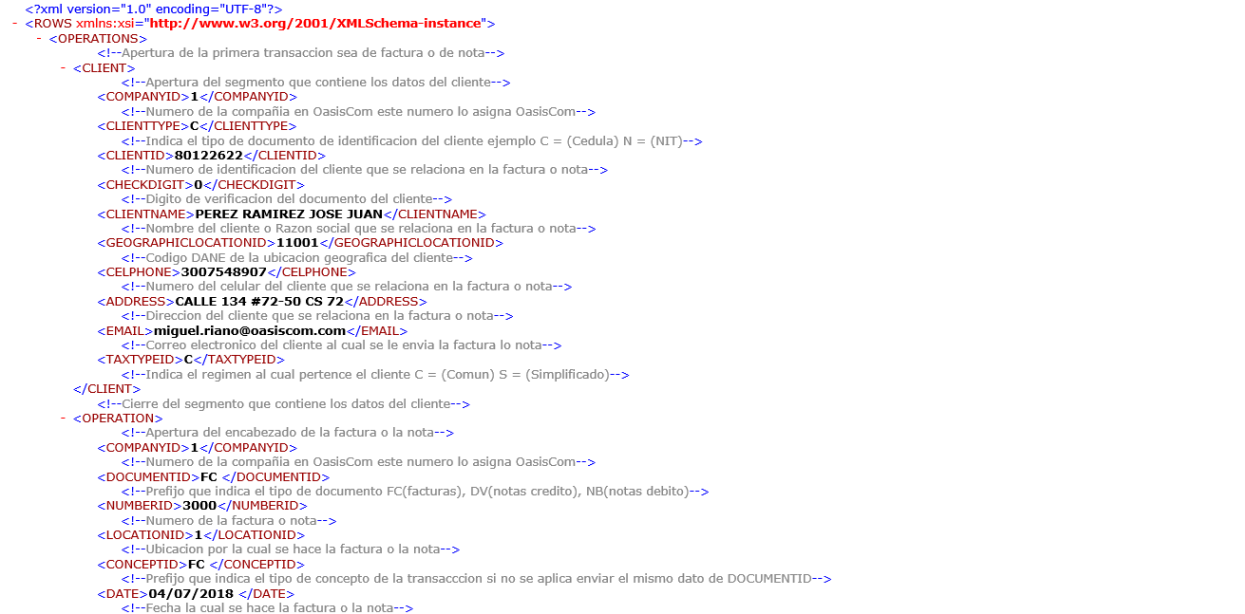 <?xml version="1.0" encoding="UTF-8"?>
- <ROWS xmlns:xsi="http://www.w3.org/2001/XMLSchema-instance">
- <OPERATIONS>
<!--Apertura de la primera transaccion sea de factura o de nota-->
- <CLIENT>
<!--Apertura del segmento que contiene los datos del cliente-->
<COMPANYID>1</COMPANYID>
<!--Numero de la compañia en OasisCom este numero lo asigna OasisCom-->
<CLIENTTYPE>C</CLIENTTYPE>
<!--Indica el tipo de documento de identificacion del cliente ejemplo C = (Cedula) N = (NIT)-->
<CLIENTID>80122622</CLIENTID>
<!--Numero de identificacion del cliente que se relaciona en la factura o nota-->
<CHECKDIGIT>0</CHECKDIGIT>
<!--Digito de verificacion del documento del cliente-->
<CLIENTNAME>PEREZ RAMIREZ JOSE JUAN</CLIENTNAME>
<!--Nombre del cliente o Razon social que se relaciona en la factura o nota-->
<GEOGRAPHICLOCATIONID>11001</GEOGRAPHICLOCATIONID>
<!--Codigo DANE de la ubicacion geografica del cliente-->
<CELPHONE>3007548907</CELPHONE>
<!--Numero del celular del cliente que se relaciona en la factura o nota-->
<ADDRESS>CALLE 134 #72-50 CS 72</ADDRESS>
<!--Direccion del cliente que se relaciona en la factura o nota-->
<EMAIL>miguel.riano@oasiscom.com</EMAIL>
<!--Correo electronico del cliente al cual se le envia la factura lo nota-->
<TAXTYPEID>C</TAXTYPEID>
<!--Indica el regimen al cual pertence el cliente C = (Comun) S = (Simplificado)-->
</CLIENT>
<!--Cierre del segmento que contiene los datos del cliente-->
- <OPERATION>
<!--Apertura del encabezado de la factura o la nota-->
<COMPANYID>1</COMPANYID>
<!--Numero de la compañia en OasisCom este numero lo asigna OasisCom-->
<DOCUMENTID>FC </DOCUMENTID>
<!--Prefijo que indica el tipo de documento FC(facturas), DV(notas credito), NB(notas debito)-->
<NUMBERID>3000</NUMBERID>
<!--Numero de la factura o nota-->
<LOCATIONID>1</LOCATIONID>
<!--Ubicacion por la cual se hace la factura o la nota-->
<CONCEPTID>FC </CONCEPTID>
<!--Prefijo que indica el tipo de concepto de la transacccion si no se aplica enviar el mismo dato de DOCUMENTID-->
<DATE>04/07/2018 </DATE>
<!--Fecha la cual se hace la factura o la nota-->